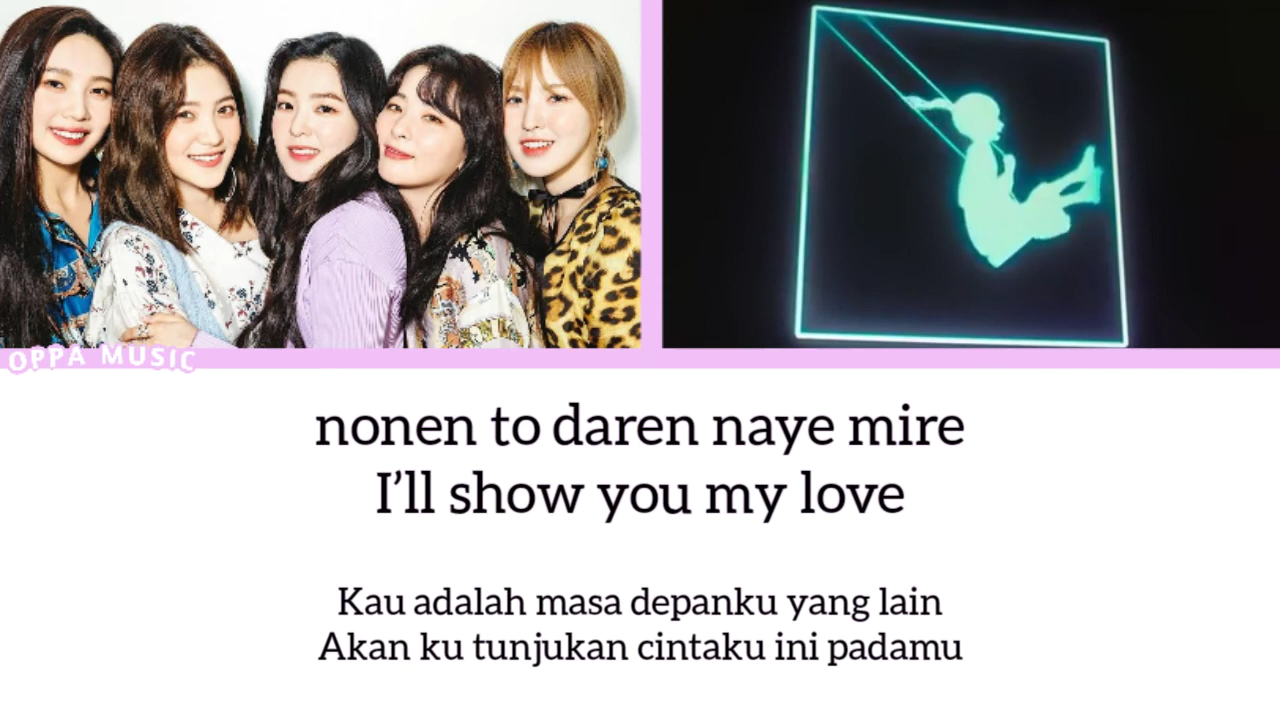 OPPA MUSIC
nonen to daren naye mire
I’ll show you my love
Kau adalah masa depanku yang lain
Akan ku tunjukan cintaku ini padamu